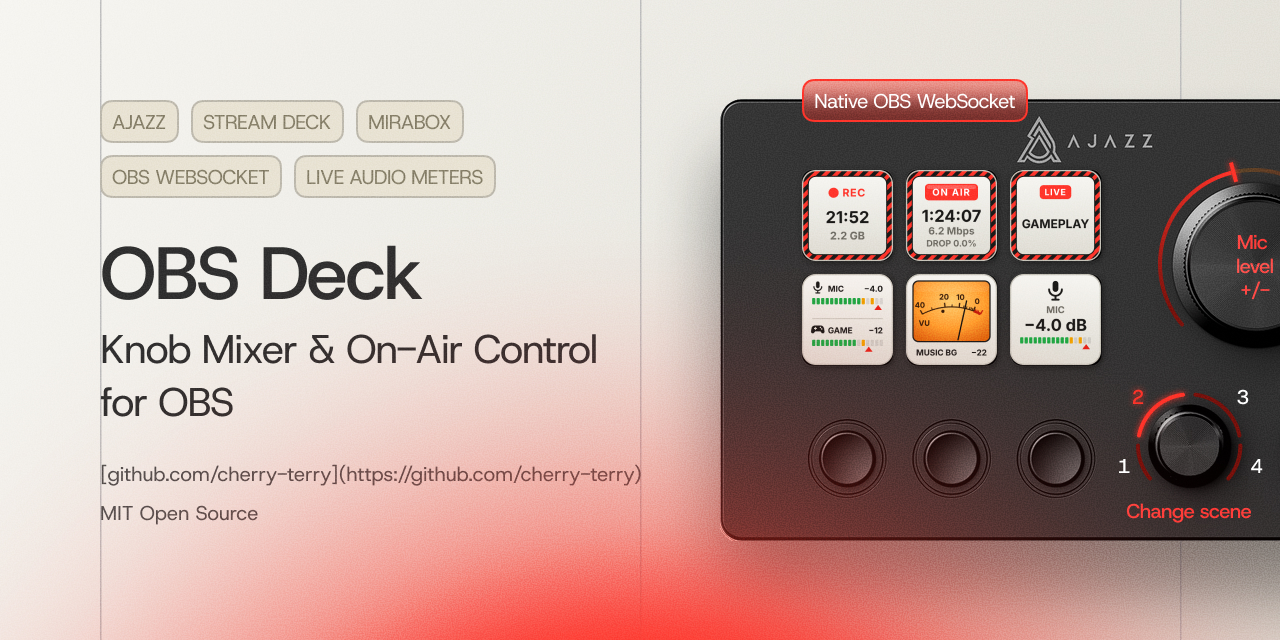 AJAZZ
STREAM DECK
MIRABOX
OBS WEBSOCKET
LIVE AUDIO METERS
OBS Deck
Knob Mixer & On-Air Control
for OBS
[github.com/cherry-terry](https://github.com/cherry-terry)
MIT Open Source
Native OBS WebSocket
AJAZZ
REC
21:52
2.2 GB
ON AIR
1:24:07
6.2 Mbps
DROP 0.0%
LIVE
GAMEPLAY
MIC −4.0
GAME −12
40 20 10 0
VU
MUSIC BG −22
MIC
−4.0 dB
Mic
level
+/−
2 3
1 4
Change scene